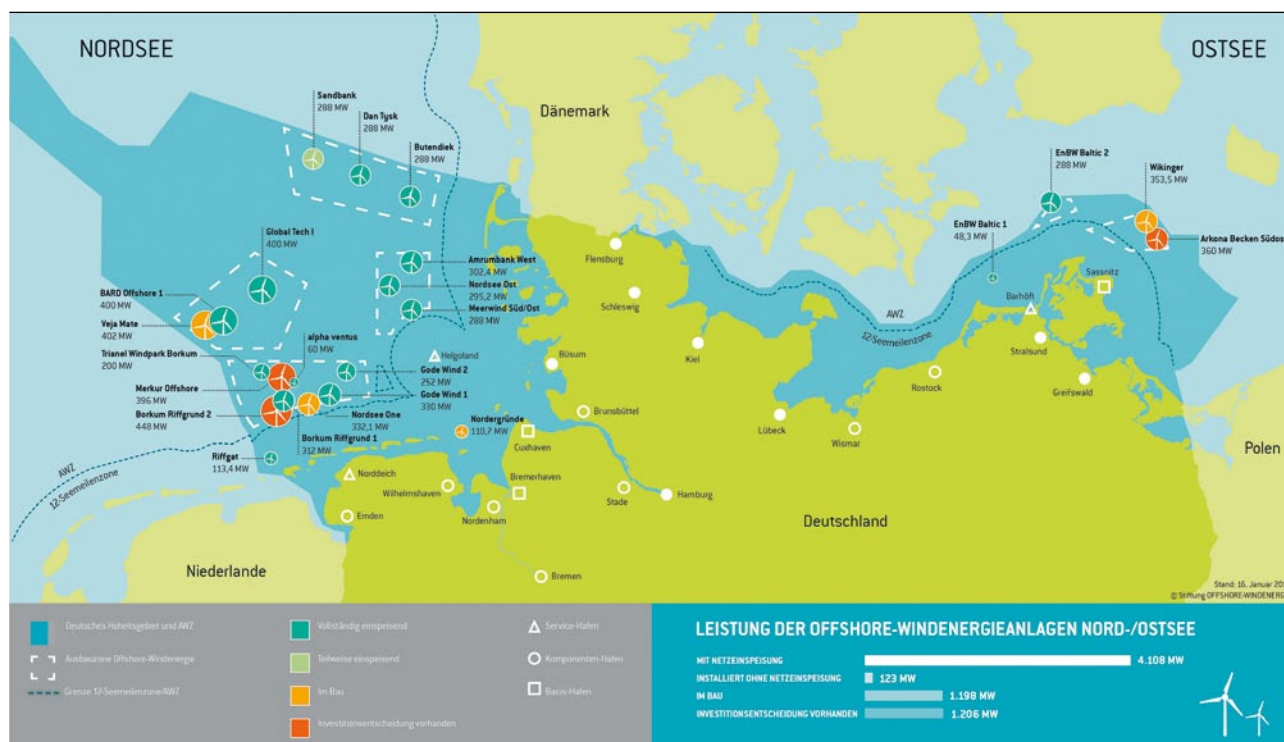 NORDSEE
OSTSEE
Sandbank
288 MW
Dan Tysk
288 MW
Butendiek
288 MW
Dänemark
EnBW Baltic 2
288 MW
Wikinger
353,5 MW
EnBW Baltic 1
48,3 MW
Arkona Becken Südos
360 MW
Global Tech I
400 MW
Amrumbank West
302,4 MW
Nordsee Ost
295,2 MW
Meerwind Süd/Ost
288 MW
BARD Offshore 1
400 MW
Veja Mate
402 MW
alpha ventus
60 MW
Trianel Windpark Borkum
200 MW
Merkur Offshore
396 MW
Borkum Riffgrund 2
448 MW
Gode Wind 2
252 MW
Gode Wind 1
330 MW
Nordsee One
332,1 MW
Borkum Riffgrund 1
312 MW
Nordergründe
110,7 MW
Riffgat
113,4 MW
AWZ
12-Seemeilenzone
AWZ
12-Seemeilenzone
Flensburg
Schleswig
Helgoland
Büsum
Kiel
Brunsbüttel
Lübeck
Wismar
Rostock
Barhöft
Sassnitz
Stralsund
Greifswald
Cuxhaven
Norddeich
Wilhelmshaven
Bremerhaven
Emden
Nordenham
Stade
Hamburg
Bremen
Niederlande
Deutschland
Polen
Stand: 16. Januar 201
© Stiftung OFFSHORE-WINDENERG
Deutsches Hoheitsgebiet und AWZ
Ausbauzone Offshore-Windenergie
Grenze 12-Seemeilenzone/AWZ
Vollständig einspeisend
Teilweise einspeisend
Im Bau
Investitionsentscheidung vorhanden
Service-Hafen
Komponenten-Hafen
Basis-Hafen
LEISTUNG DER OFFSHORE-WINDENERGIEANLAGEN NORD-/OSTSEE
MIT NETZEINSPEISUNG 4.108 MW
INSTALLIERT OHNE NETZEINSPEISUNG 123 MW
IM BAU 1.198 MW
INVESTITIONSENTSCHEIDUNG VORHANDEN 1.206 MW